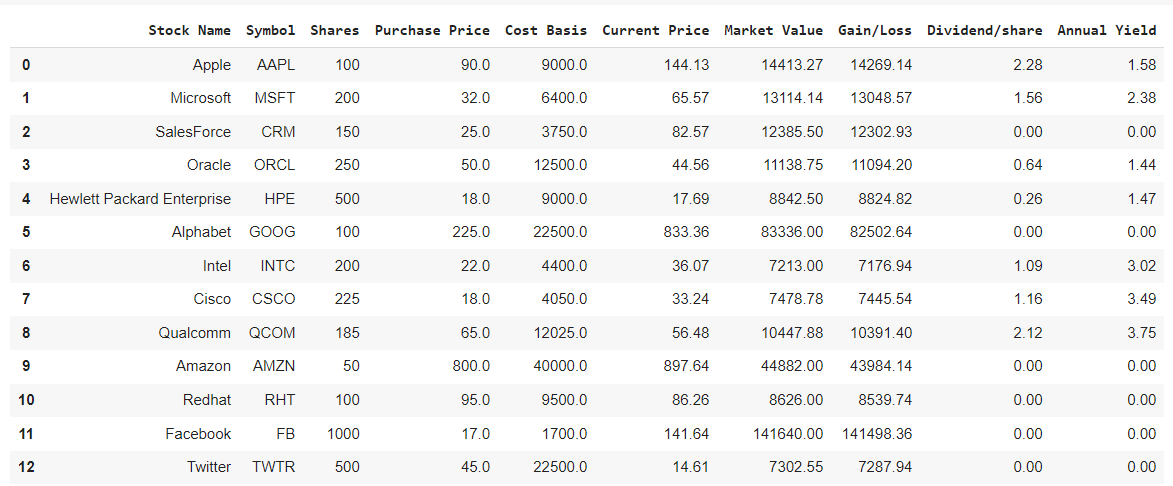 Stock Name Symbol Shares Purchase Price Cost Basis Current Price Market Value Gain/Loss Dividend/share Annual Yield
0 Apple AAPL 100 90.0 9000.0 144.13 14413.27 14269.14 2.28 1.58
1 Microsoft MSFT 200 32.0 6400.0 65.57 13114.14 13048.57 1.56 2.38
2 SalesForce CRM 150 25.0 3750.0 82.57 12385.50 12302.93 0.00 0.00
3 Oracle ORCL 250 50.0 12500.0 44.56 11138.75 11094.20 0.64 1.44
4 Hewlett Packard Enterprise HPE 500 18.0 9000.0 17.69 8842.50 8824.82 0.26 1.47
5 Alphabet GOOG 100 225.0 22500.0 833.36 83336.00 82502.64 0.00 0.00
6 Intel INTC 200 22.0 4400.0 36.07 7213.00 7176.94 1.09 3.02
7 Cisco CSCO 225 18.0 4050.0 33.24 7478.78 7445.54 1.16 3.49
8 Qualcomm QCOM 185 65.0 12025.0 56.48 10447.88 10391.40 2.12 3.75
9 Amazon AMZN 50 800.0 40000.0 897.64 44882.00 43984.14 0.00 0.00
10 Redhat RHT 100 95.0 9500.0 86.26 8626.00 8539.74 0.00 0.00
11 Facebook FB 1000 17.0 1700.0 141.64 141640.00 141498.36 0.00 0.00
12 Twitter TWTR 500 45.0 22500.0 14.61 7302.55 7287.94 0.00 0.00